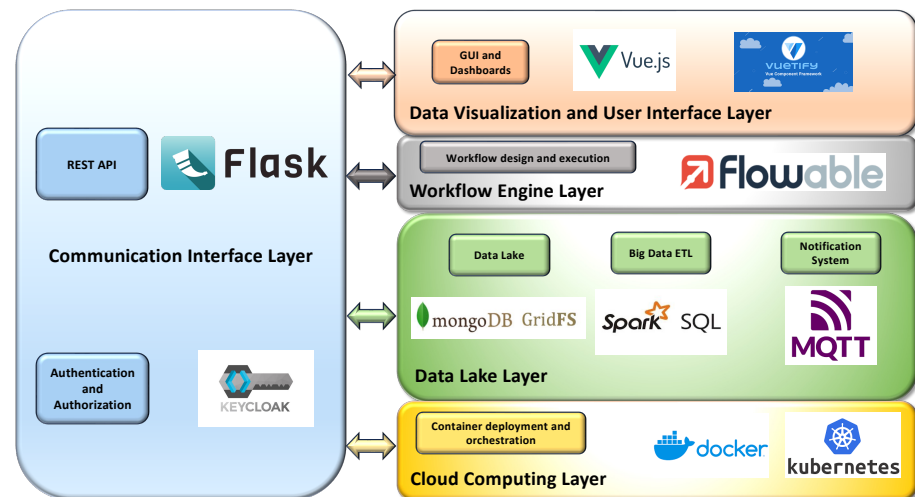 REST API
Flask
Communication Interface Layer
Authentication
and
Authorization
KEYCLOAK
GUI and
Dashboards
Vue.js
VUETIFY
Vue Component Framework
Data Visualization and User Interface Layer
Workflow design and execution
Flowable
Workflow Engine Layer
Data Lake
Big Data ETL
Notification
System
mongoDB GridFS
Spark SQL
MQTT
Data Lake Layer
Container deployment and
orchestration
docker
kubernetes
Cloud Computing Layer